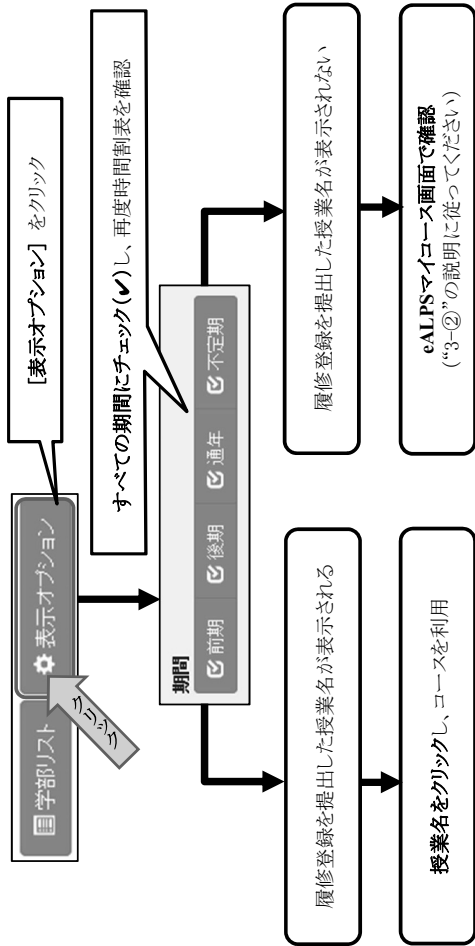 学部リスト
表示オプション
クリック
[表示オプション] をクリック
すべての期間にチェック(✔)し、再度時間割表を確認
期間
前期
後期
通年
不定期
履修登録を提出した授業名が表示される
履修登録を提出した授業名が表示されない
授業名をクリックし、コースを利用
eALPSマイコース画面で確認
(“3-②”の説明に従ってください)